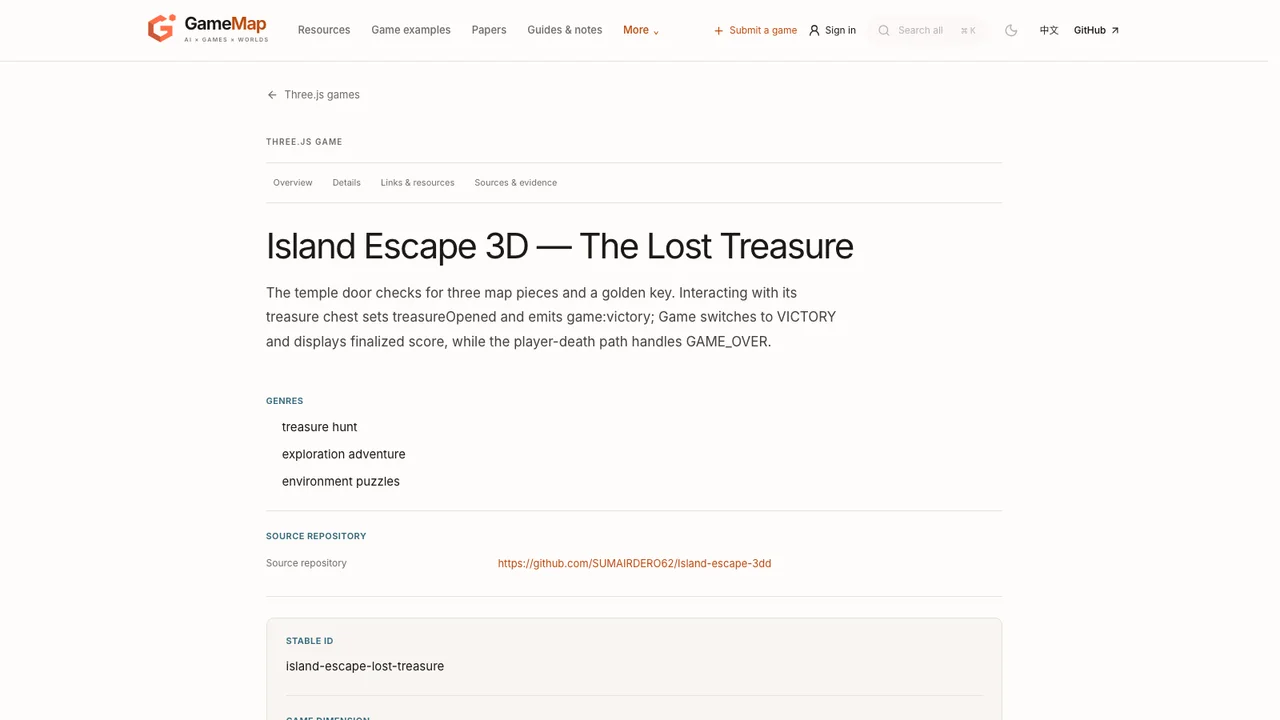 GameMap
AI × GAMES × WORLDS
Resources
Game examples
Papers
Guides & notes
More
Submit a game
Sign in
Search all
⌘ K
中文
GitHub
Three.js games
THREE.JS GAME
Overview
Details
Links & resources
Sources & evidence
Island Escape 3D — The Lost Treasure
The temple door checks for three map pieces and a golden key. Interacting with its
treasure chest sets treasureOpened and emits game:victory; Game switches to VICTORY
and displays finalized score, while the player-death path handles GAME_OVER.
GENRES
treasure hunt
exploration adventure
environment puzzles
SOURCE REPOSITORY
Source repository
https://github.com/SUMAIRDERO62/Island-escape-3dd
STABLE ID
island-escape-lost-treasure
GAME DIMENSION